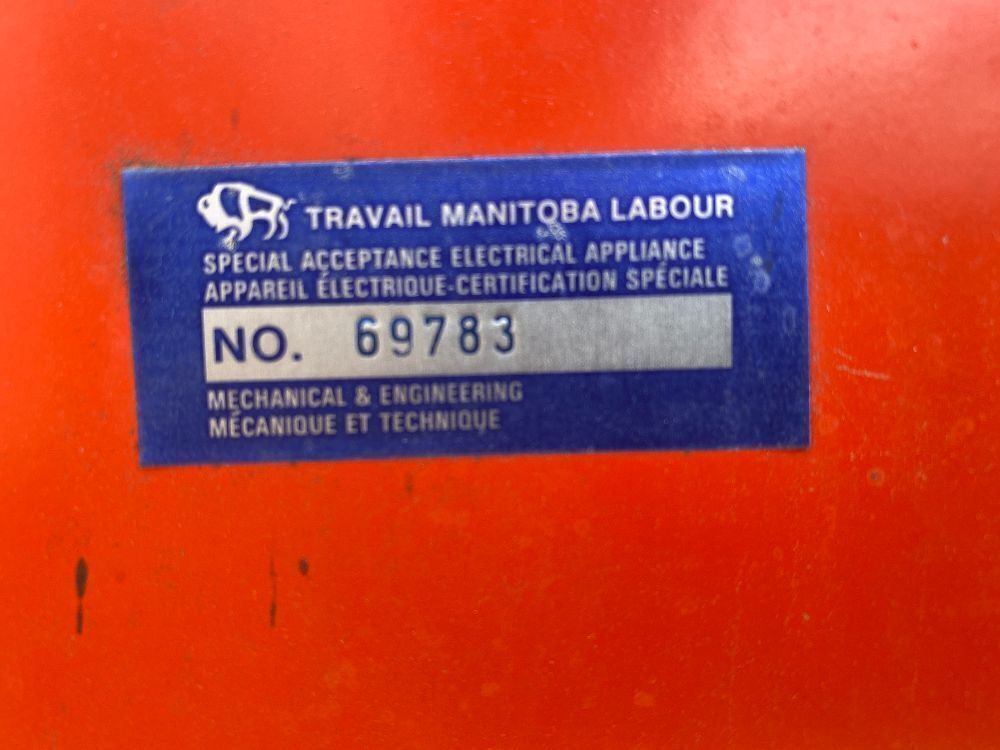 TRAVAIL MANITOBA LABOUR
SPECIAL ACCEPTANCE ELECTRICAL APPLIANCE
APPAREIL ÉLECTRIQUE-CERTIFICATION SPÉCIALE
NO. 69783
MECHANICAL & ENGINEERING
MÉCANIQUE ET TECHNIQUE